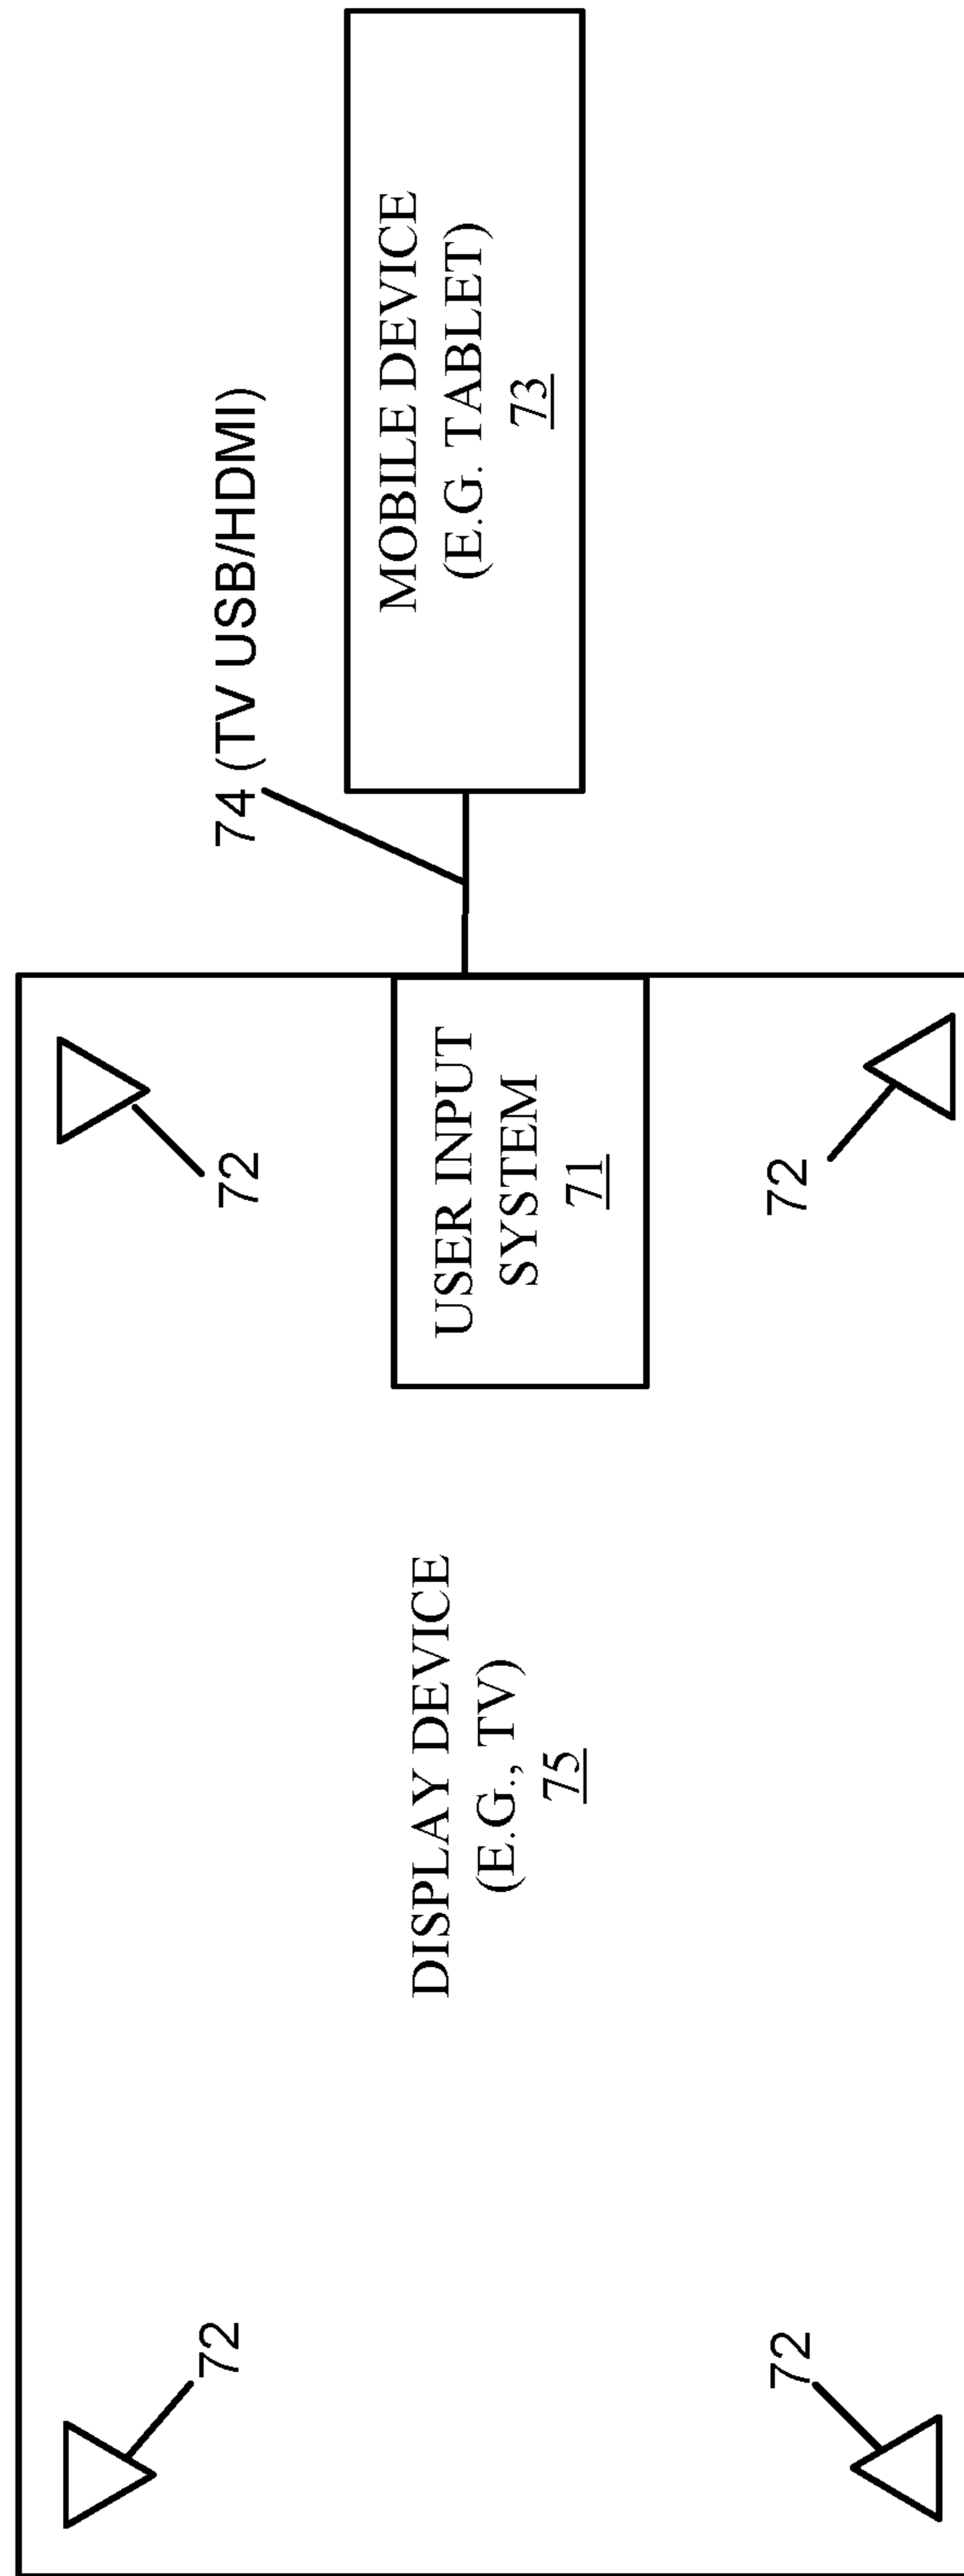 72
72
74 (TV USB/HDMI)
DISPLAY DEVICE
(E.G., TV)
75
USER INPUT
SYSTEM
71
MOBILE DEVICE
(E.G. TABLET)
73
72
72